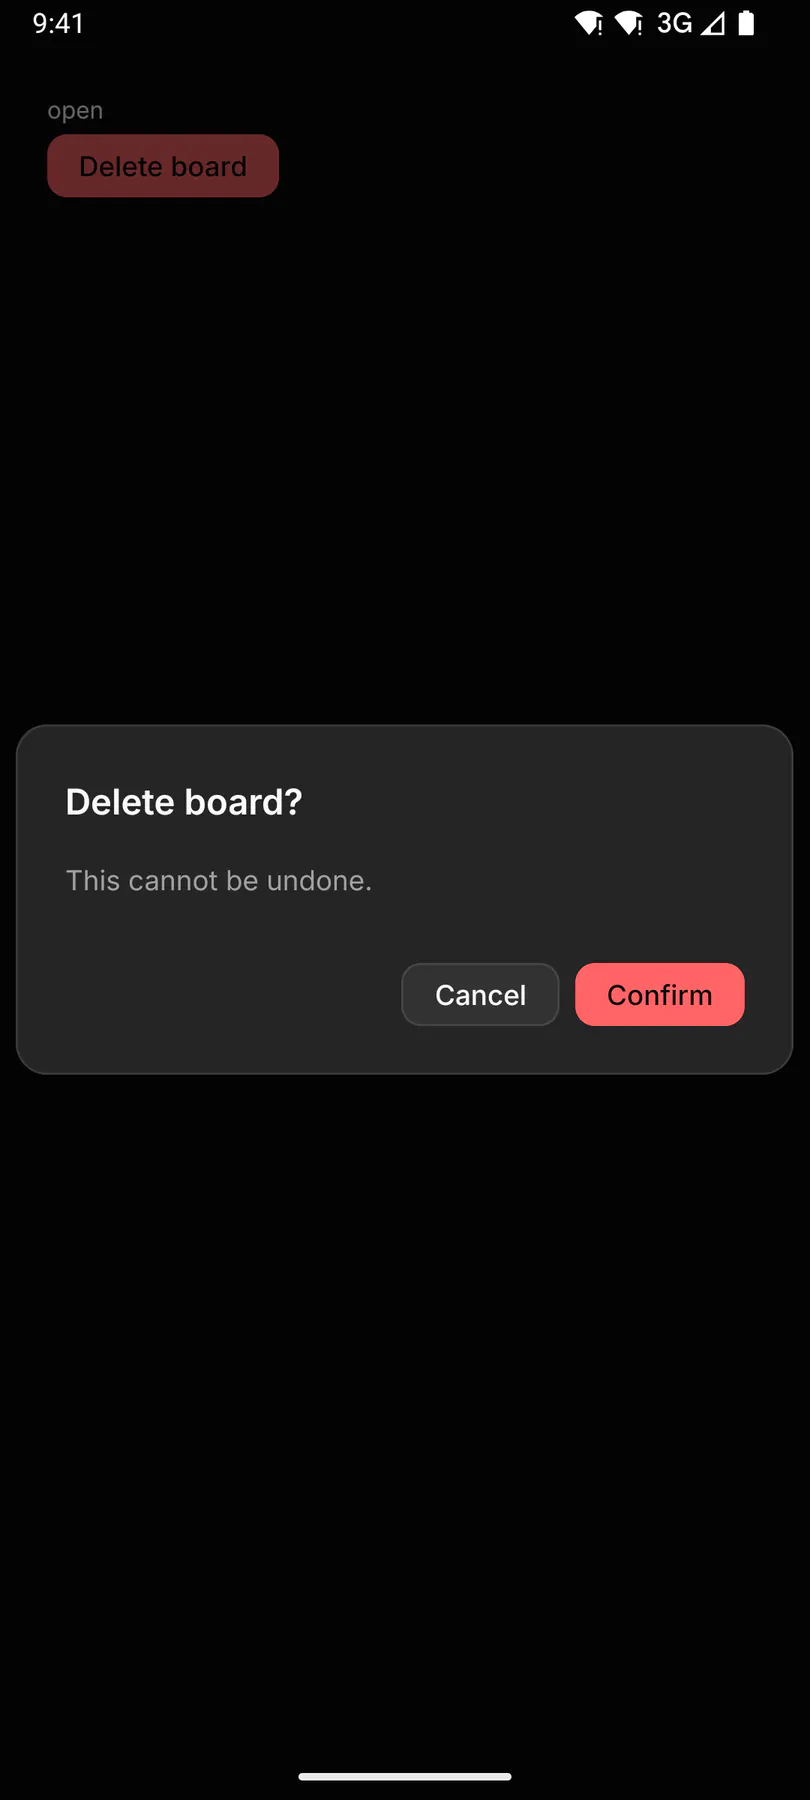 9:41
3G
open
Delete board
Delete board?
This cannot be undone.
Cancel
Confirm